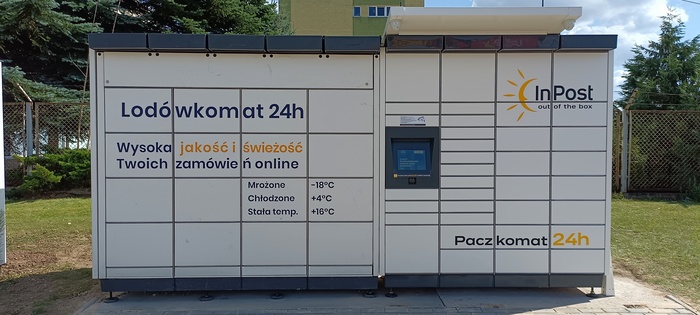 Lodówkomat 24h
Wysoka jakość i świeżość
Twoich zamówień online
Mrożone -18°C
Chłodzone +4°C
Stała temp. +16°C
InPost
out of the box
Paczkomat 24h